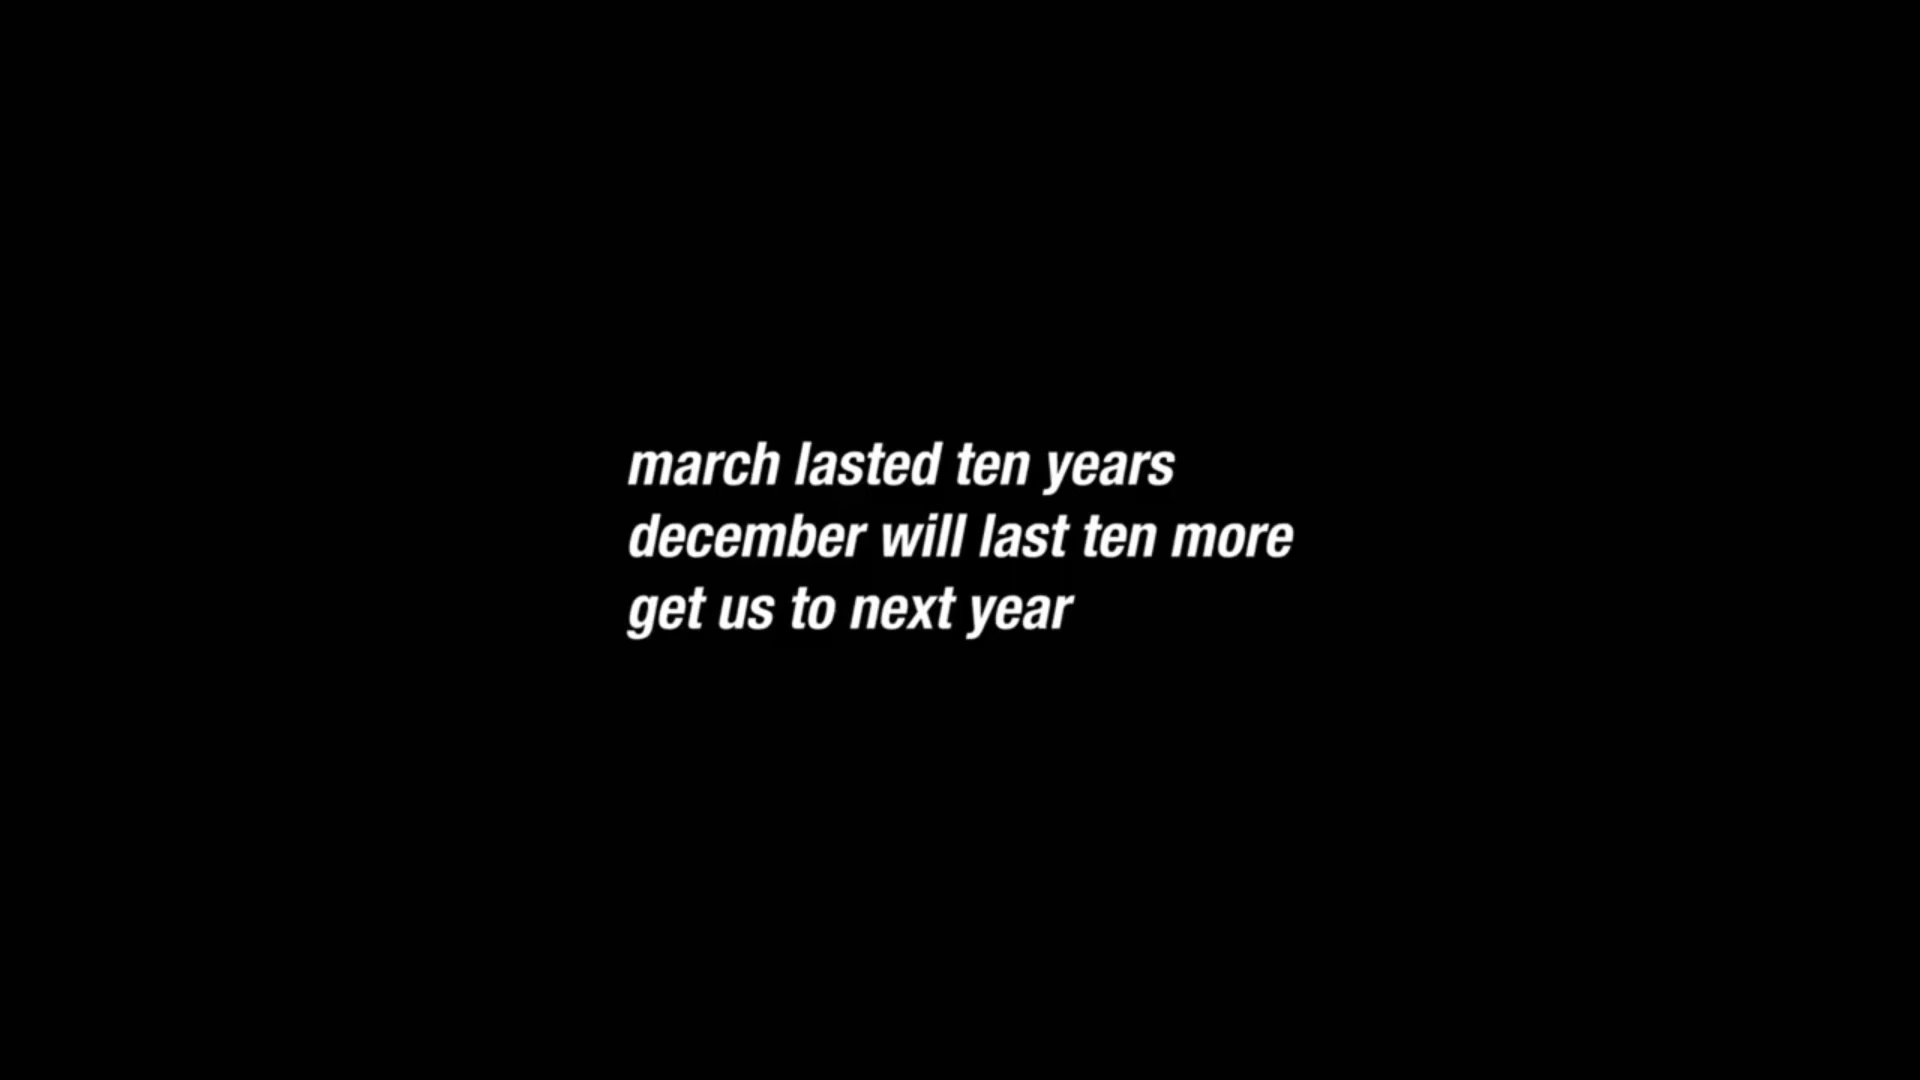 march lasted ten years
december will last ten more
get us to next year